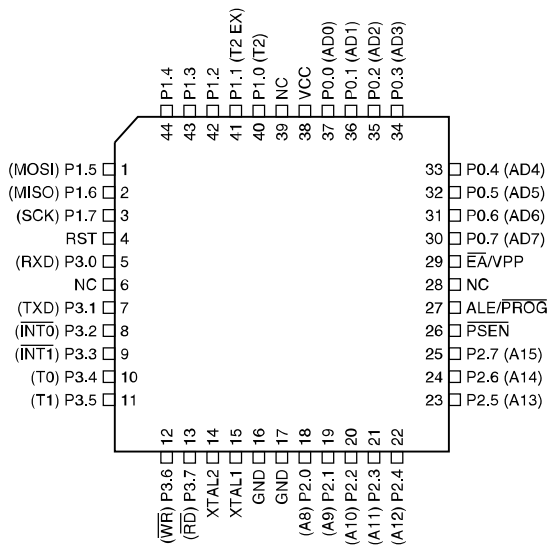 P1.4
P1.3
P1.2
P1.1 (T2 EX)
P1.0 (T2)
NC
VCC
P0.0 (AD0)
P0.1 (AD1)
P0.2 (AD2)
P0.3 (AD3)
44 43 42 41 40 39 38 37 36 35 34
(MOSI) P1.5 1
(MISO) P1.6 2
(SCK) P1.7 3
RST 4
(RXD) P3.0 5
NC 6
(TXD) P3.1 7
(INT0) P3.2 8
(INT1) P3.3 9
(T0) P3.4 10
(T1) P3.5 11
33 P0.4 (AD4)
32 P0.5 (AD5)
31 P0.6 (AD6)
30 P0.7 (AD7)
29 EA/VPP
28 NC
27 ALE/PROG
26 PSEN
25 P2.7 (A15)
24 P2.6 (A14)
23 P2.5 (A13)
12 13 14 15 16 17 18 19 20 21 22
(WR) P3.6
(RD) P3.7
XTAL2
XTAL1
GND
GND
(A8) P2.0
(A9) P2.1
(A10) P2.2
(A11) P2.3
(A12) P2.4